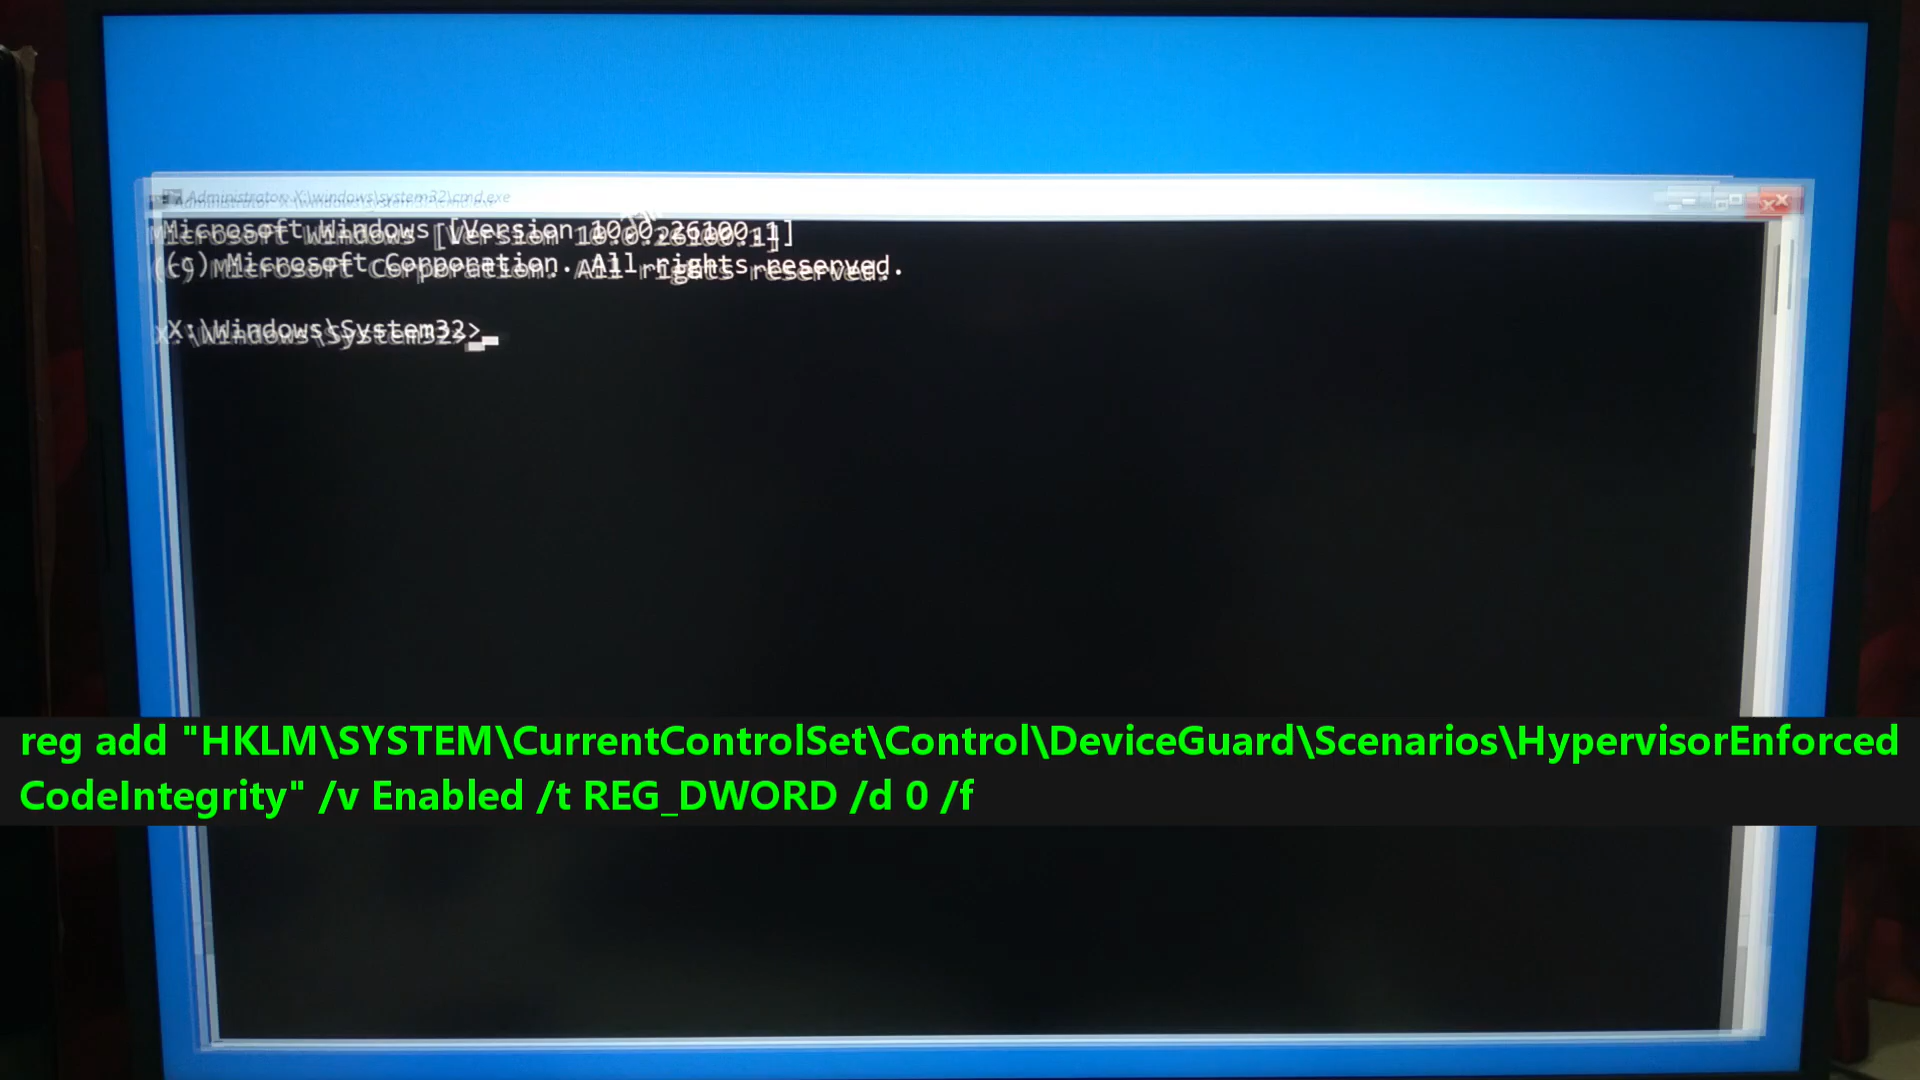 Administrator: X:\windows\system32\cmd.exe
Microsoft Windows [Version 10.0.26100.1]
(c) Microsoft Corporation. All rights reserved.
X:\Windows\System32>
reg add "HKLM\SYSTEM\CurrentControlSet\Control\DeviceGuard\Scenarios\HypervisorEnforced
CodeIntegrity" /v Enabled /t REG_DWORD /d 0 /f